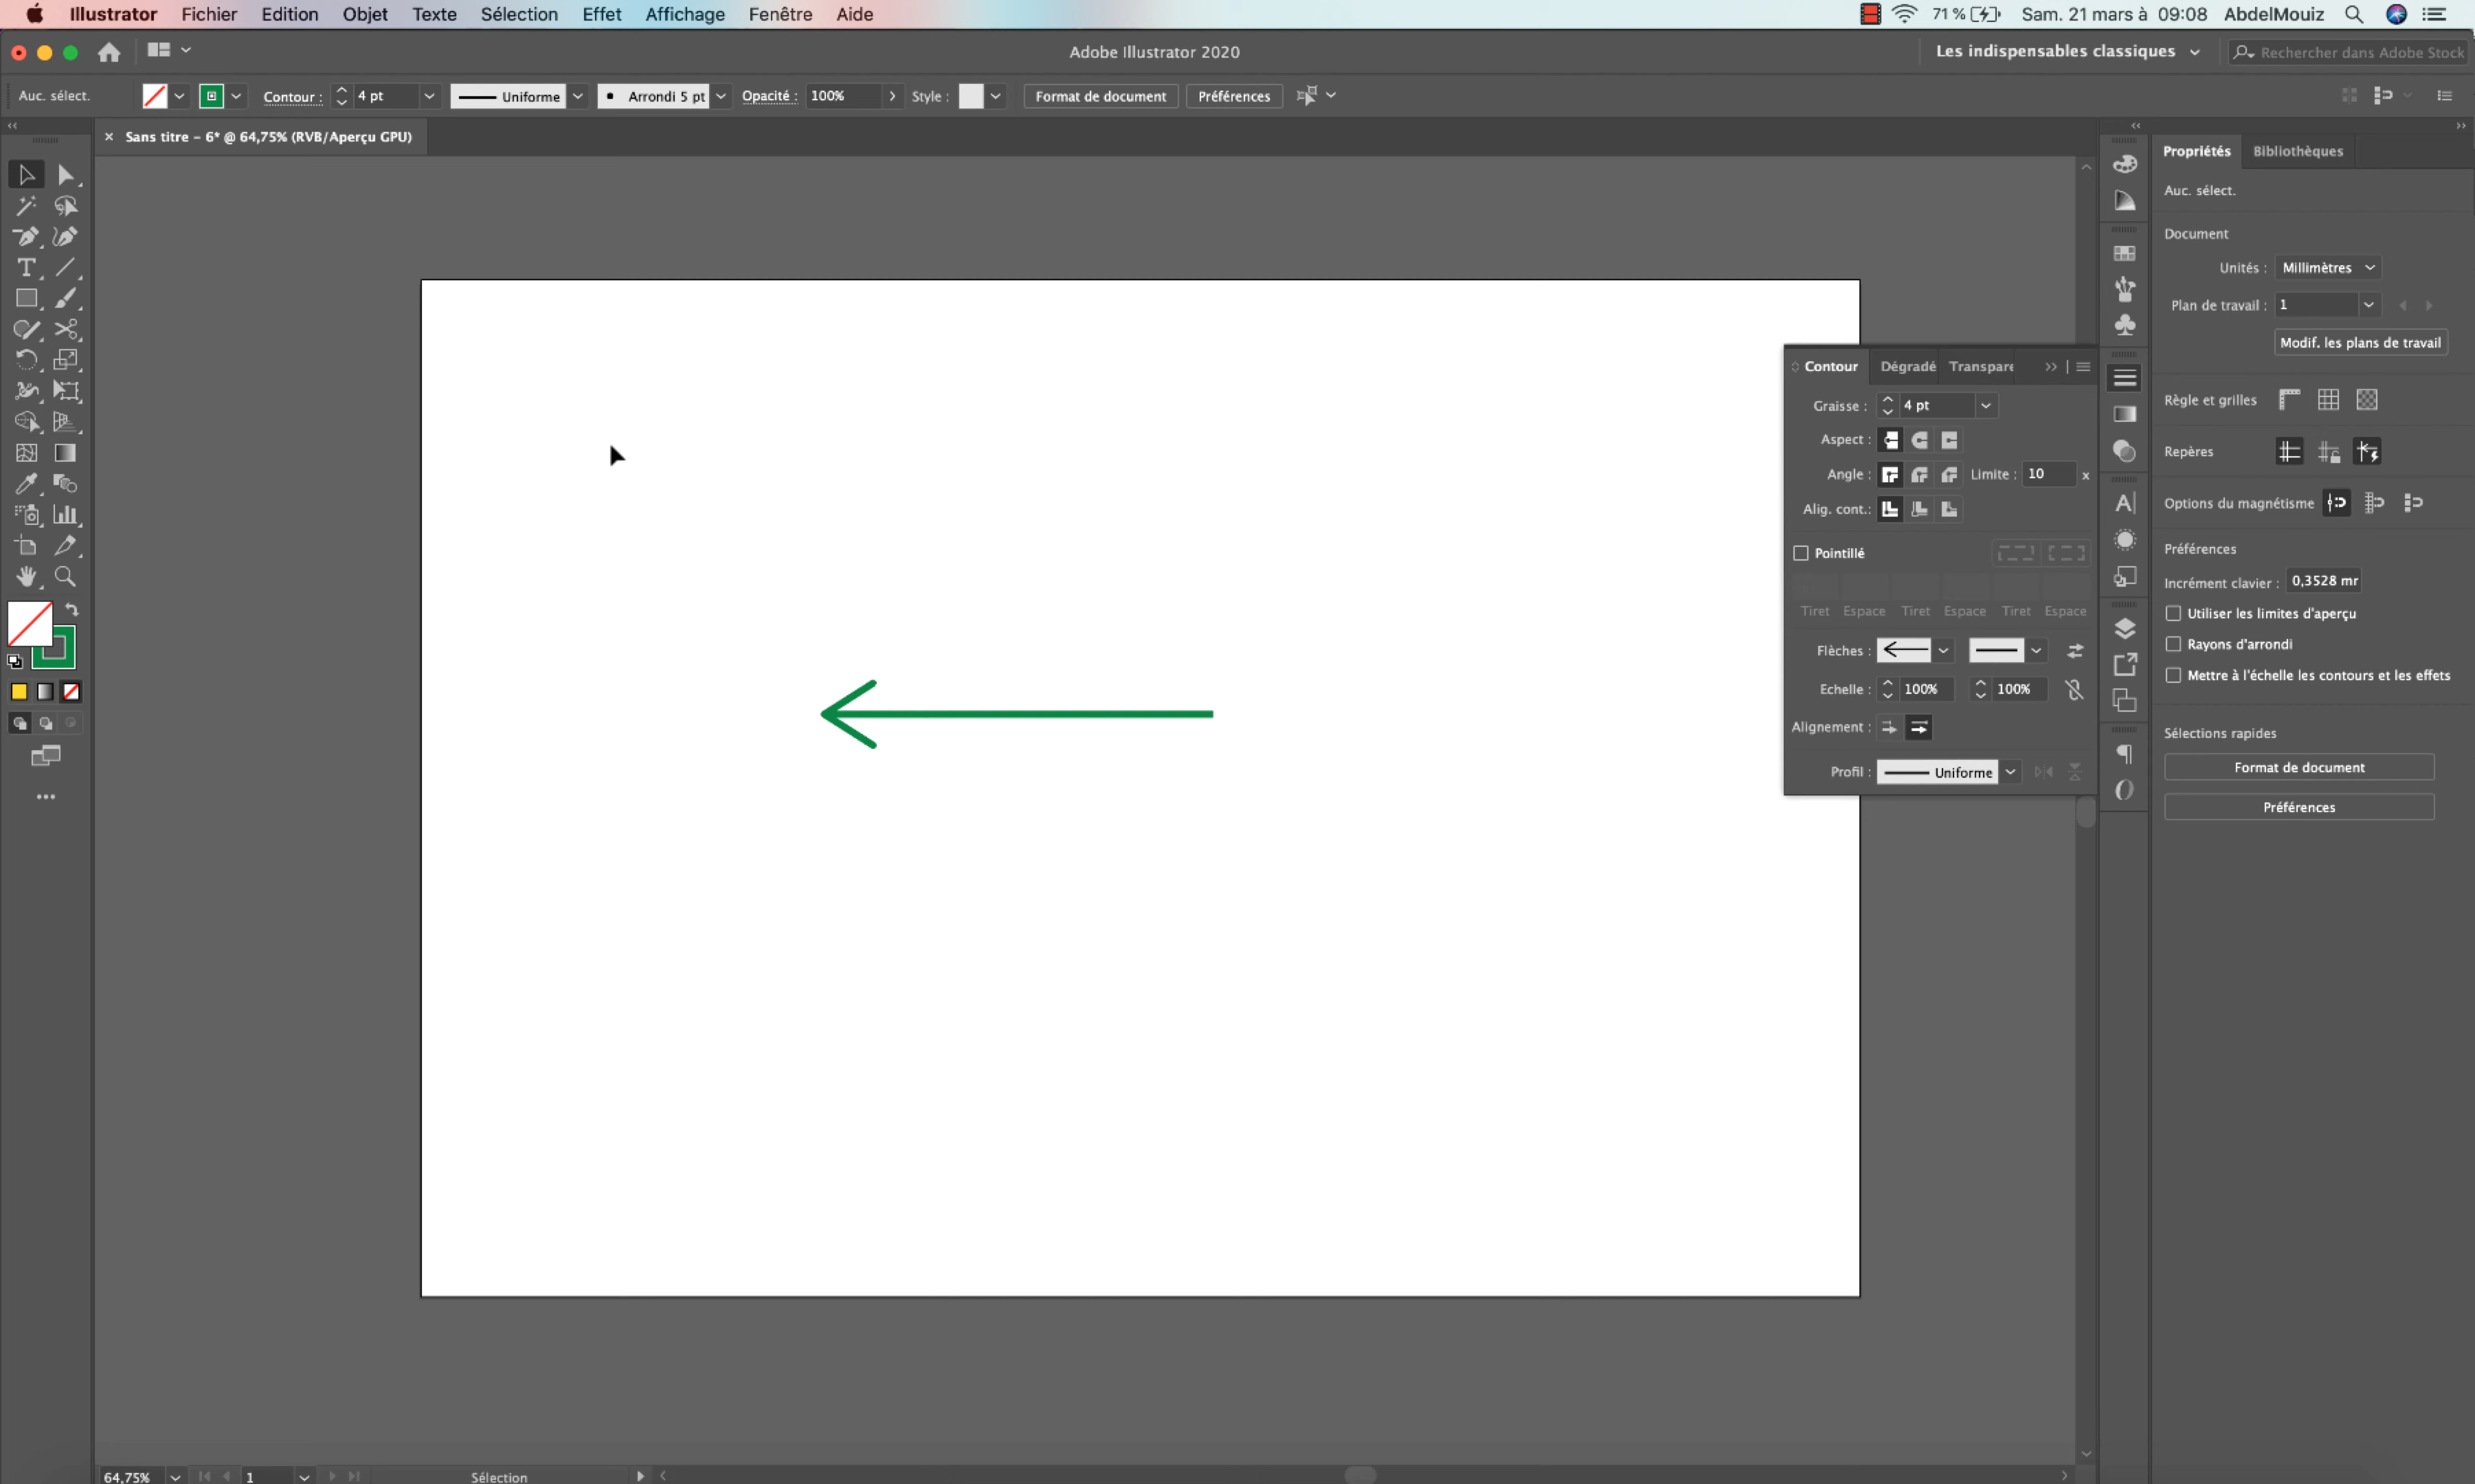 Illustrator Fichier Edition Objet Texte Sélection Effet Affichage Fenêtre Aide 71 % Sam. 21 mars à 09:08 AbdelMouiz
Adobe Illustrator 2020 Les indispensables classiques Rechercher dans Adobe Stock
Auc. sélect. Contour : 4 pt Uniforme Arrondi 5 pt Opacité : 100% Style : Format de document Préférences
× Sans titre – 6* @ 64,75% (RVB/Aperçu GPU)
Propriétés Bibliothèques
Auc. sélect.
Document
Unités : Millimètres
Plan de travail : 1
Modif. les plans de travail
Règle et grilles
Repères
Options du magnétisme
Préférences
Incrément clavier : 0,3528 mr
Utiliser les limites d'aperçu
Rayons d'arrondi
Mettre à l'échelle les contours et les effets
Sélections rapides
Format de document
Préférences
Contour Dégradé Transpare
Graisse : 4 pt
Aspect :
Angle : Limite : 10 x
Alig. cont.:
Pointillé
Tiret Espace Tiret Espace Tiret Espace
Flèches :
Echelle : 100% 100%
Alignement :
Profil : Uniforme
64,75% 1 Sélection